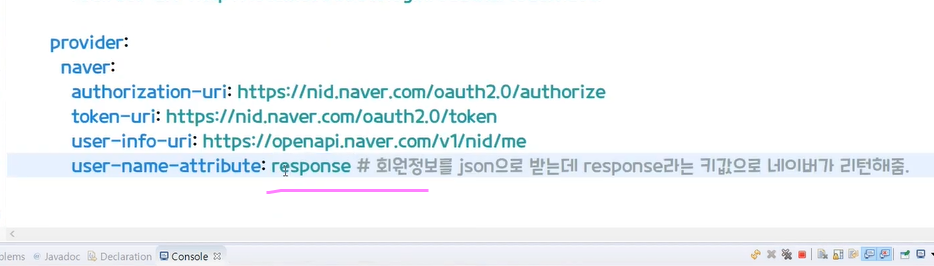 provider:
naver:
authorization-uri: https://nid.naver.com/oauth2.0/authorize
token-uri: https://nid.naver.com/oauth2.0/token
user-info-uri: https://openapi.naver.com/v1/nid/me
user-name-attribute: response # 회원정보를 json으로 받는데 response라는 키값으로 네이버가 리턴해줌.
blems Javadoc Declaration Console